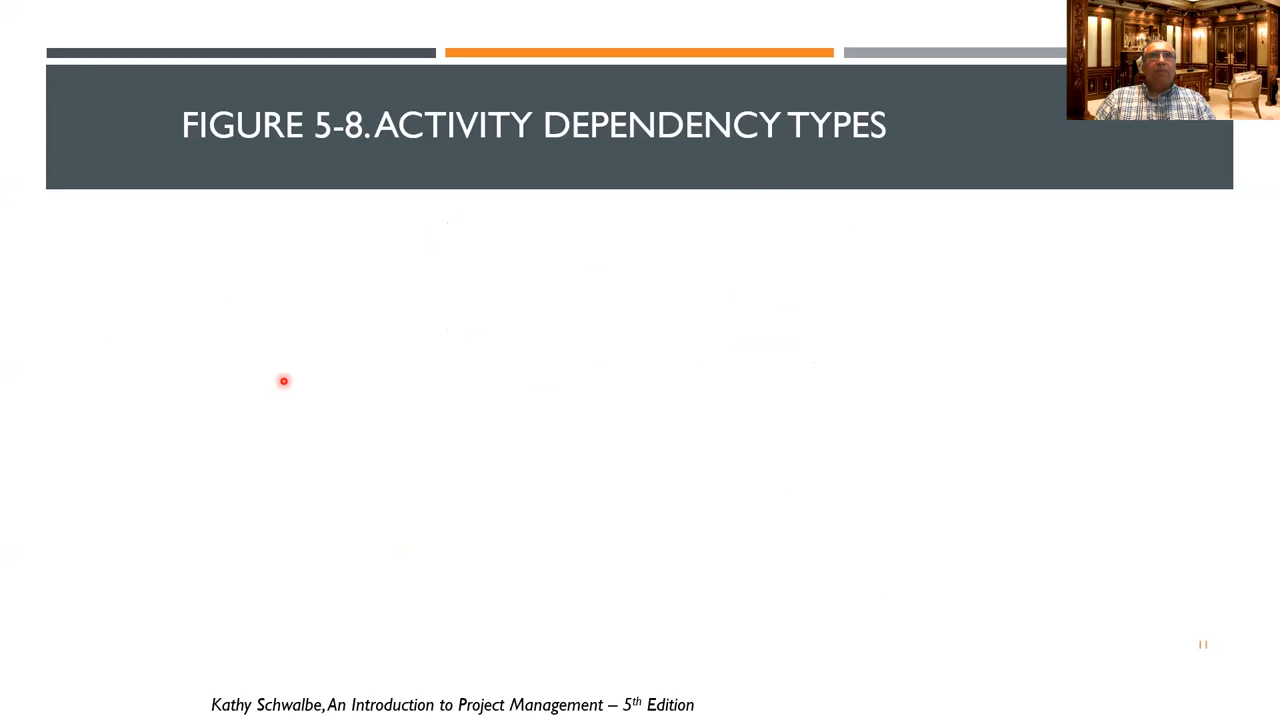 FIGURE 5-8. ACTIVITY DEPENDENCY TYPES
11
Kathy Schwalbe, An Introduction to Project Management – 5th Edition